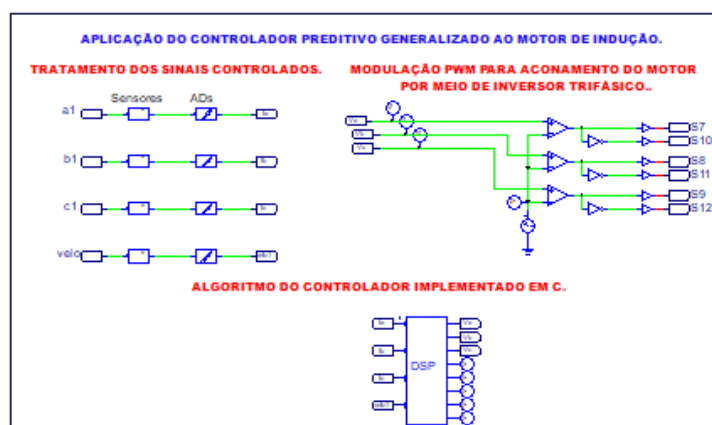 APLICAÇÃO DO CONTROLADOR PREDITIVO GENERALIZADO AO MOTOR DE INDUÇÃO.
TRATAMENTO DOS SINAIS CONTROLADOS.
MODULAÇÃO PWM PARA ACONAMENTO DO MOTOR
POR MEIO DE INVERSOR TRIFÁSICO..
Sensores ADs
a1
b1
c1
velo
S7
S10
S8
S11
S9
S12
ALGORITMO DO CONTROLADOR IMPLEMENTADO EM C.
DSP